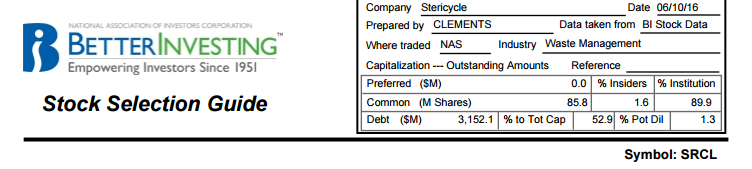 NATIONAL ASSOCIATION OF INVESTORS CORPORATION
BETTERINVESTING™
Empowering Investors Since 1951
Stock Selection Guide
Company Stericycle Date 06/10/16
Prepared by CLEMENTS Data taken from BI Stock Data
Where traded NAS Industry Waste Management
Capitalization --- Outstanding Amounts Reference
Preferred ($M) 0.0 % Insiders % Institution
Common (M Shares) 85.8 1.6 89.9
Debt ($M) 3,152.1 % to Tot Cap 52.9 % Pot Dil 1.3
Symbol: SRCL